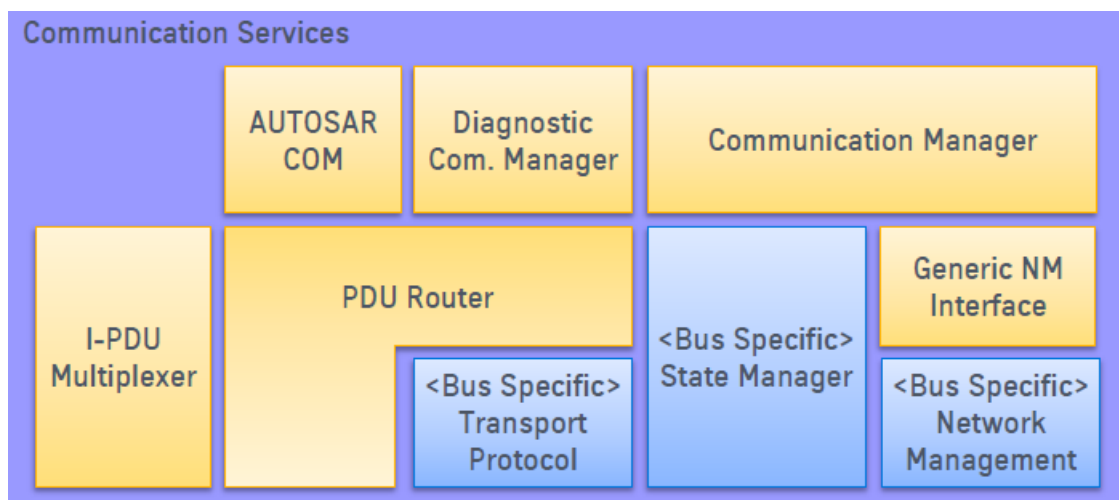 Communication Services
AUTOSAR
COM
Diagnostic
Com. Manager
Communication Manager
I-PDU
Multiplexer
PDU Router
<Bus Specific>
Transport
Protocol
<Bus Specific>
State Manager
Generic NM
Interface
<Bus Specific>
Network
Management